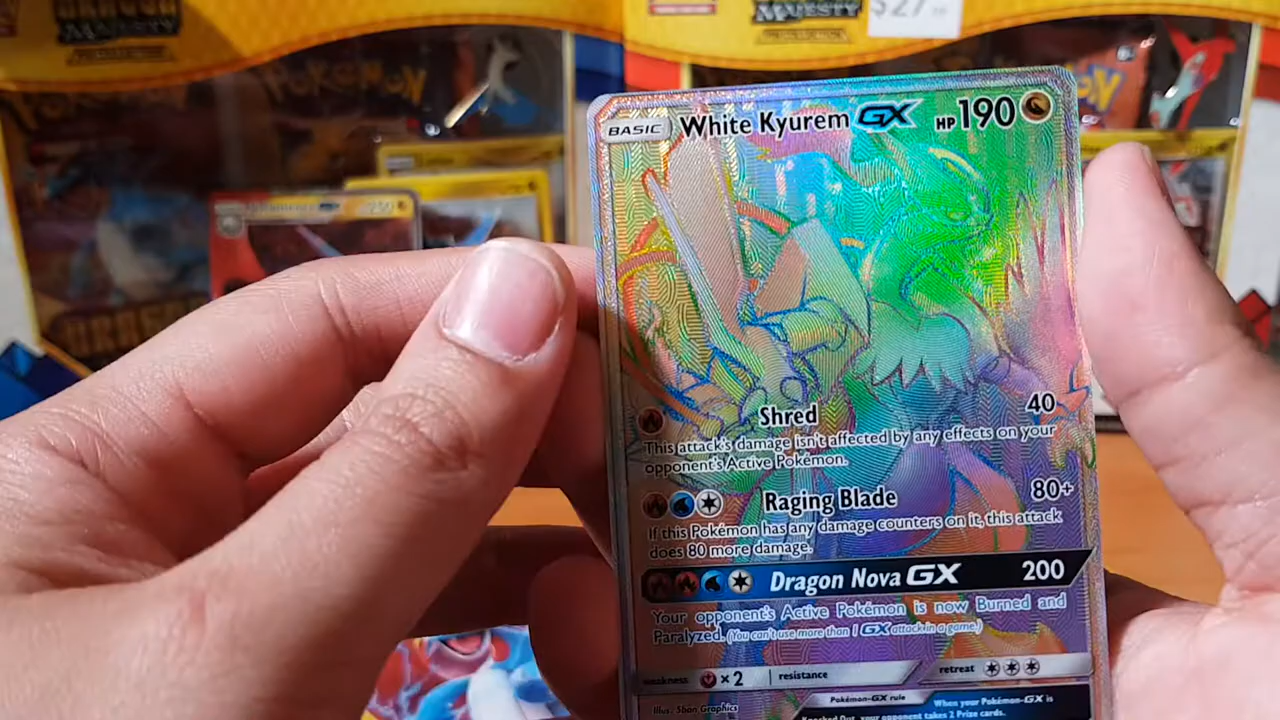 DRAGON
MAJESTY
MAJESTY
$27
POKÉMON
BASIC White Kyurem GX HP 190
Shred 40
This attack's damage isn't affected by any effects on your
opponent's Active Pokémon.
Raging Blade 80+
If this Pokémon has any damage counters on it, this attack
does 80 more damage.
Dragon Nova GX 200
Your opponent's Active Pokémon is now Burned and
Paralyzed. (You can't use more than 1 GX attack in a game.)
weakness ×2 resistance retreat
Illus. 5ban Graphics
Pokémon-GX rule
When your Pokémon-GX is
Knocked Out, your opponent takes 2 Prize cards.